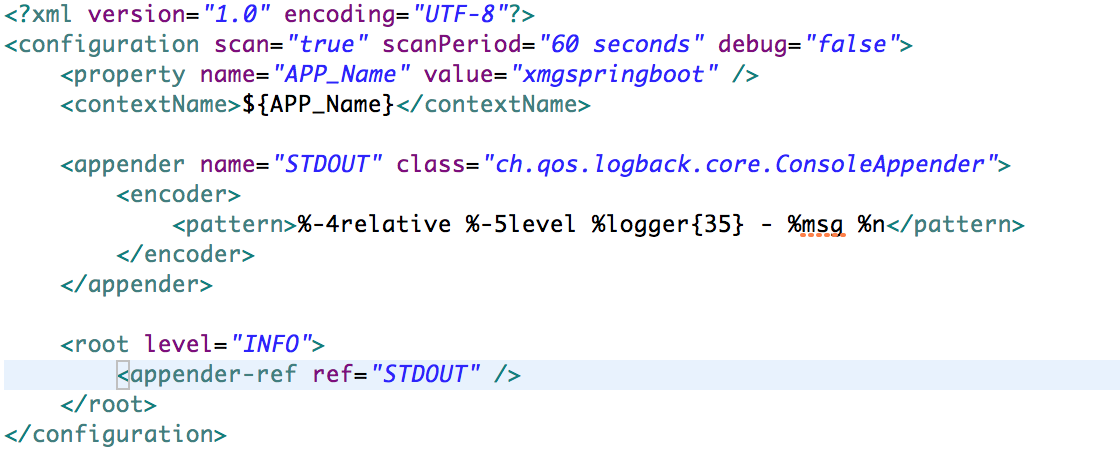 <?xml version="1.0" encoding="UTF-8"?>
<configuration scan="true" scanPeriod="60 seconds" debug="false">
    <property name="APP_Name" value="xmgspringboot" />
    <contextName>${APP_Name}</contextName>

    <appender name="STDOUT" class="ch.qos.logback.core.ConsoleAppender">
        <encoder>
            <pattern>%-4relative %-5level %logger{35} - %msg %n</pattern>
        </encoder>
    </appender>

    <root level="INFO">
        <appender-ref ref="STDOUT" />
    </root>
</configuration>